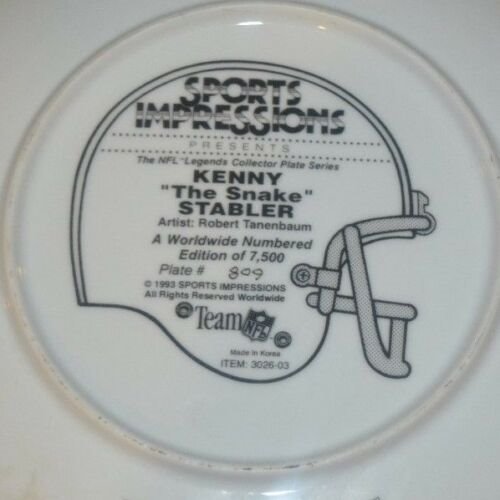 SPORTS
IMPRESSIONS
PRESENTS
The NFL™ Legends Collector Plate Series
KENNY
"The Snake"
STABLER
Artist: Robert Tanenbaum
A Worldwide Numbered
Edition of 7,500
Plate # 809
© 1993 SPORTS IMPRESSIONS
All Rights Reserved Worldwide
Team NFL
Made In Korea
ITEM: 3026-03